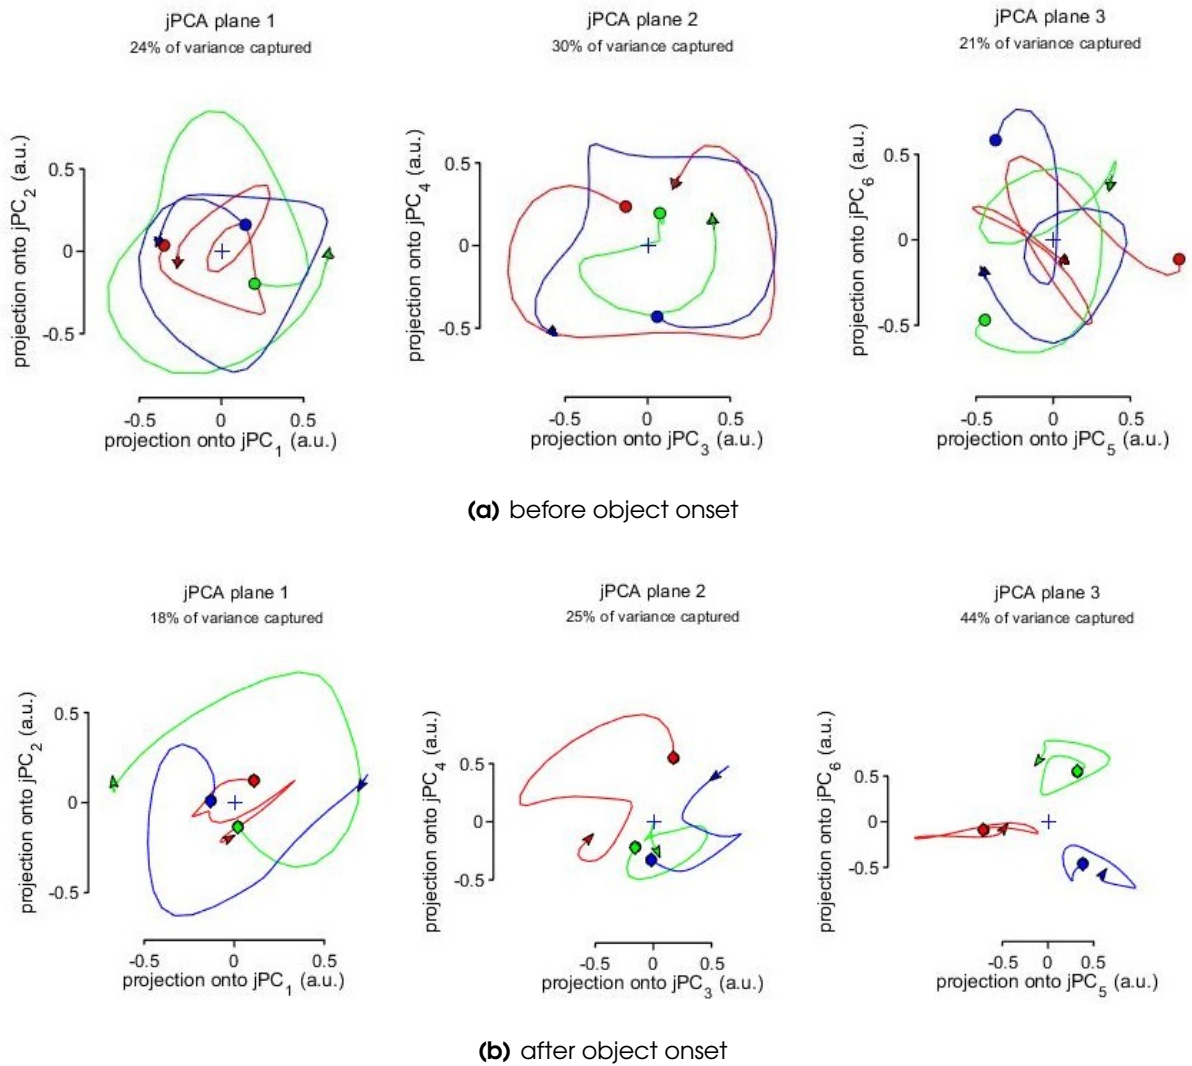 jPCA plane 1
24% of variance captured
jPCA plane 2
30% of variance captured
jPCA plane 3
21% of variance captured
projection onto jPC2 (a.u.)
0.5
0
-0.5
-0.5
0
0.5
projection onto jPC1 (a.u.)
projection onto jPC4 (a.u.)
0.5
0
-0.5
-0.5
0
0.5
projection onto jPC3 (a.u.)
projection onto jPC6 (a.u.)
0.5
0
-0.5
-0.5
0
0.5
projection onto jPC5 (a.u.)
(a) before object onset
jPCA plane 1
18% of variance captured
jPCA plane 2
25% of variance captured
jPCA plane 3
44% of variance captured
projection onto jPC2 (a.u.)
0.5
0
-0.5
-0.5
0
0.5
projection onto jPC1 (a.u.)
projection onto jPC4 (a.u.)
0.5
0
-0.5
-0.5
0
0.5
projection onto jPC3 (a.u.)
projection onto jPC6 (a.u.)
0.5
0
-0.5
-0.5
0
0.5
projection onto jPC5 (a.u.)
(b) after object onset